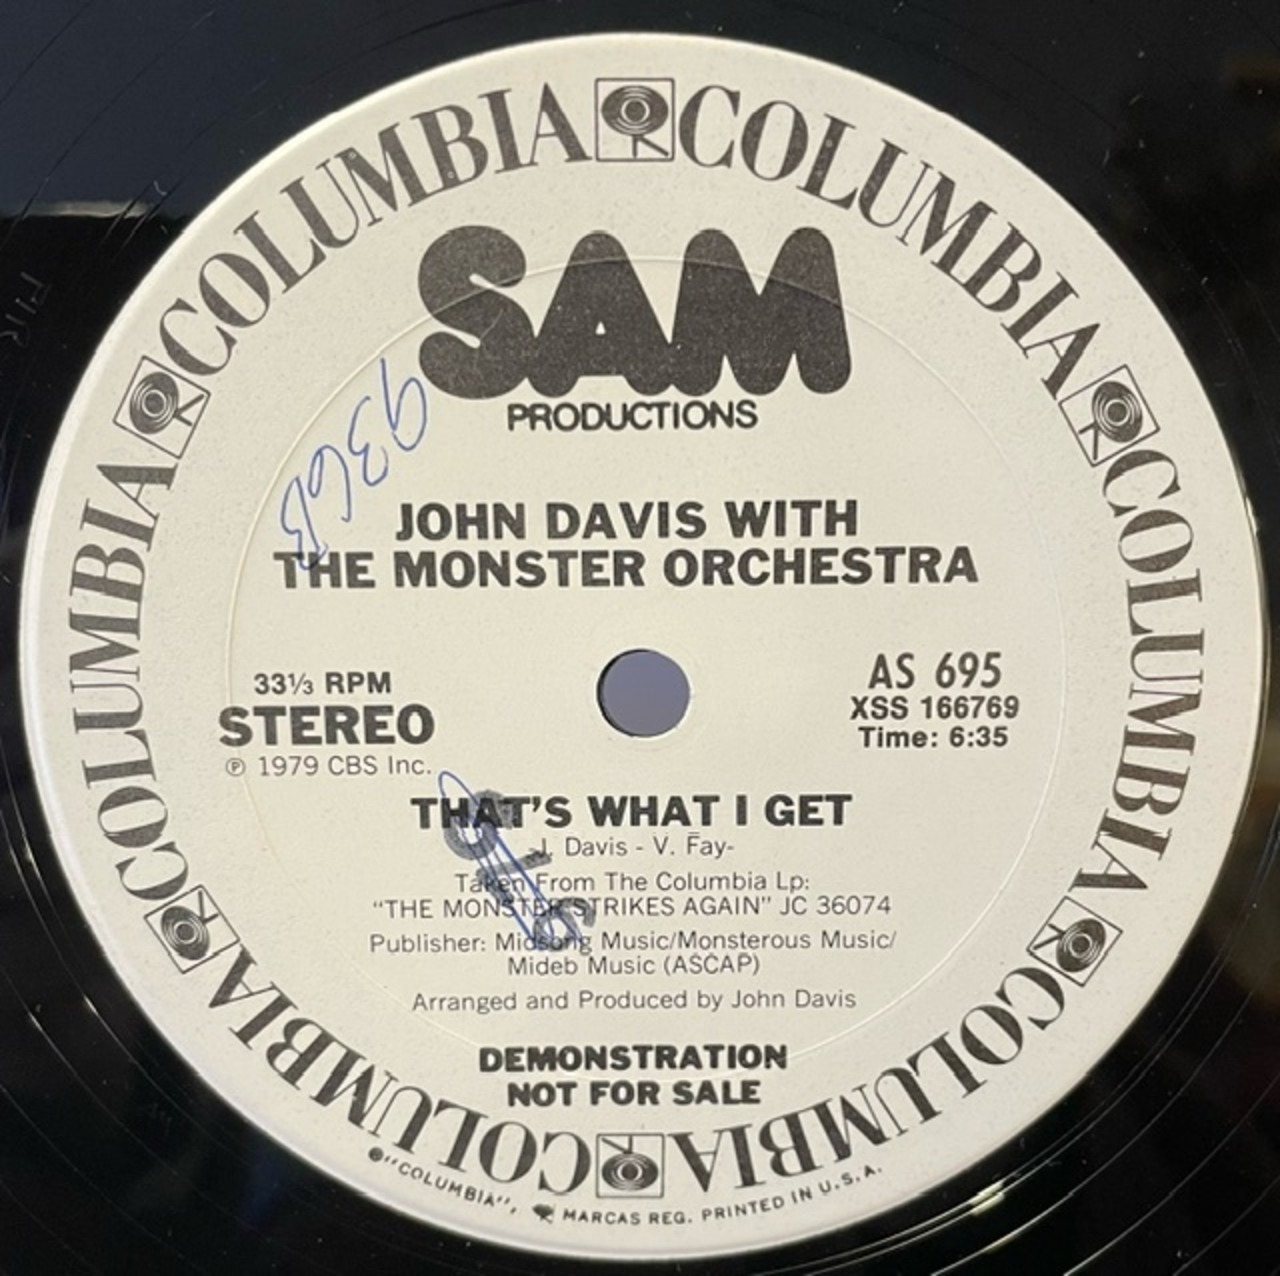 COLUMBIA COLUMBIA COLUMBIA COLUMBIA COLUMBIA COLUMBIA
SAM
PRODUCTIONS
JOHN DAVIS WITH
THE MONSTER ORCHESTRA
33⅓ RPM
STEREO
℗ 1979 CBS Inc.
AS 695
XSS 166769
Time: 6:35
THAT'S WHAT I GET
-J. Davis - V. Fay-
Taken From The Columbia Lp:
"THE MONSTER STRIKES AGAIN" JC 36074
Publisher: Midsong Music/Monsterous Music/
Mideb Music (ASCAP)
Arranged and Produced by John Davis
DEMONSTRATION
NOT FOR SALE
"COLUMBIA", MARCAS REG. PRINTED IN U.S.A.